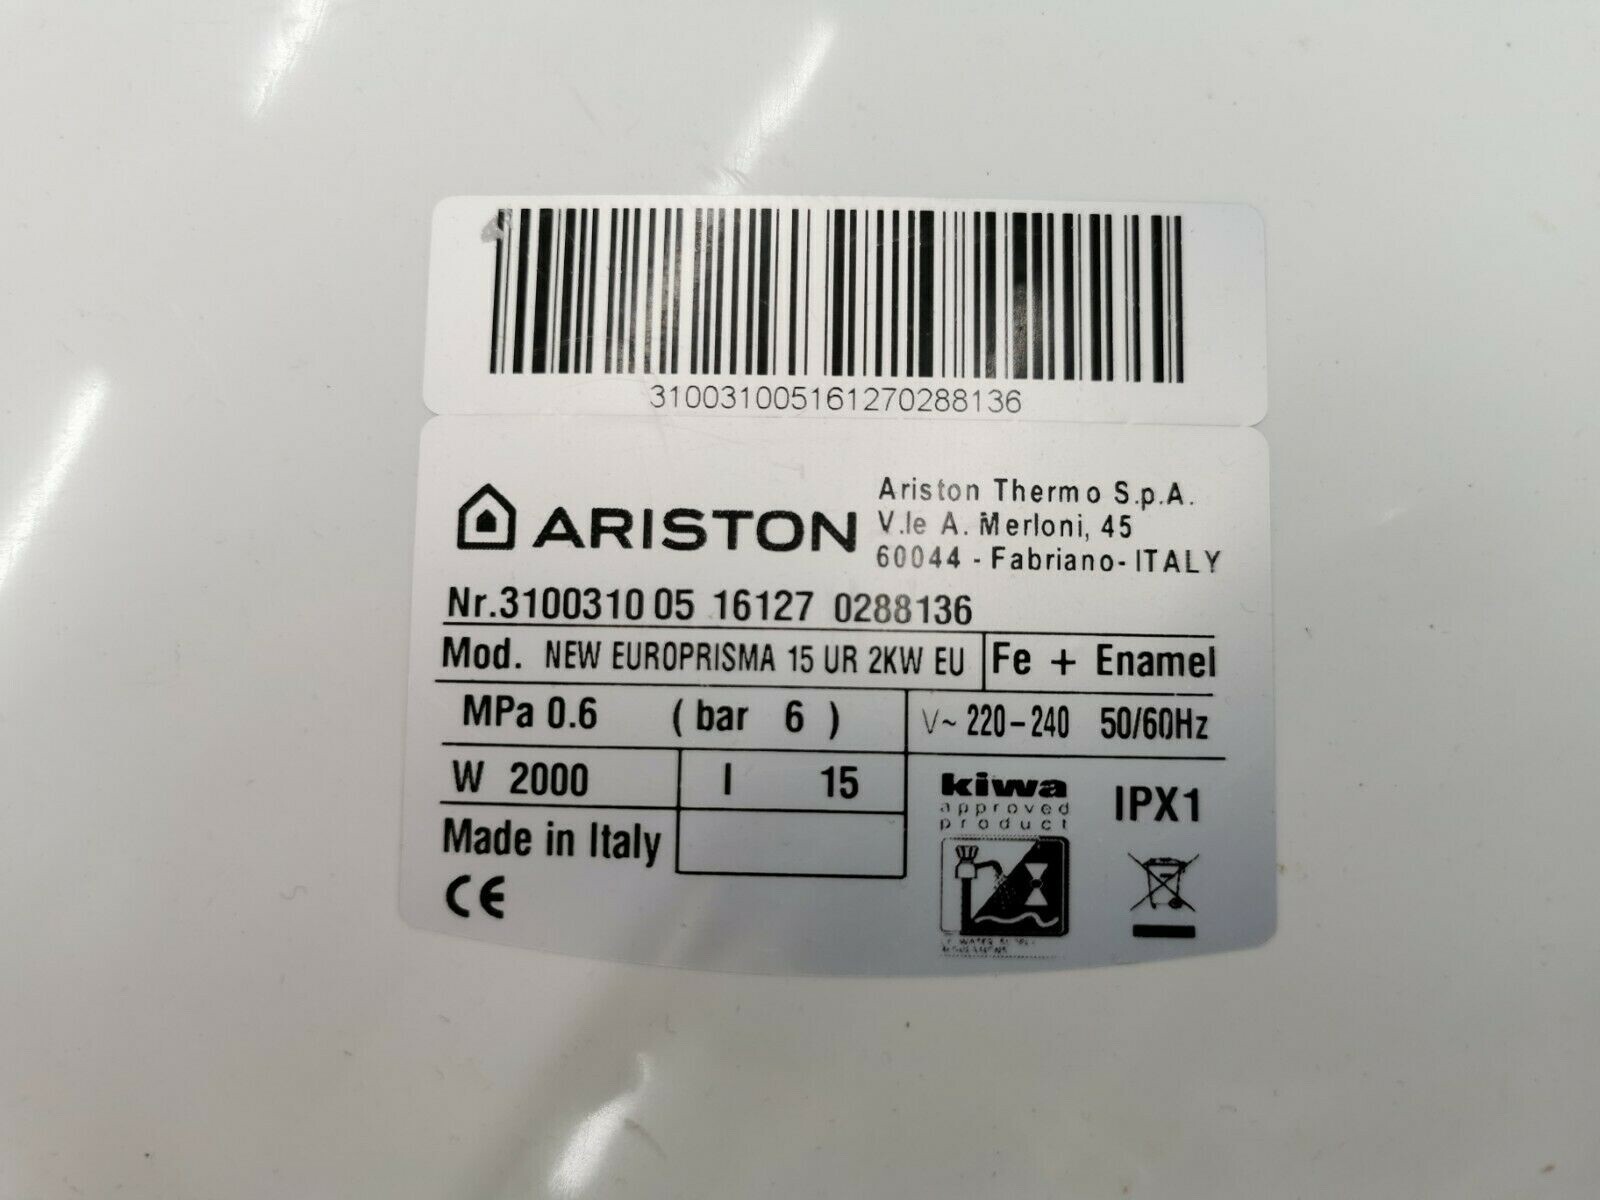 310031005161270288136
ARISTON
Ariston Thermo S.p.A.
V.le A. Merloni, 45
60044 - Fabriano- ITALY
Nr.3100310 05 16127 0288136
Mod. NEW EUROPRISMA 15 UR 2KW EU
Fe + Enamel
MPa 0.6 ( bar 6 )
V~ 220-240 50/60Hz
W 2000
l 15
Made in Italy
CE
kiwa
approved
product
IPX1